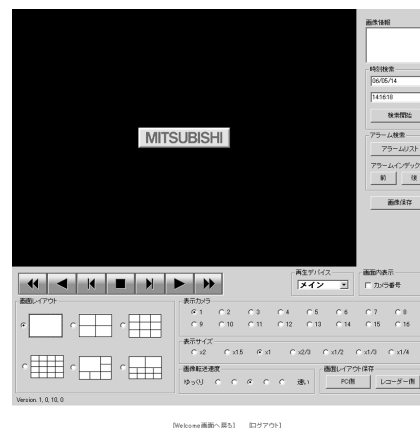 画像情報
時刻検索
06/05/14
14:16:18
検索開始
アラーム検索
アラームリスト
アラームインデック
前 後
画像保存
MITSUBISHI
再生デバイス
メイン
画面内表示
カメラ番号
画面レイアウト
表示カメラ
1 2 3 4 5 6 7 8
9 10 11 12 13 14 15 16
表示サイズ
x2 x1.5 x1 x2/3 x1/2 x1/3 x1/4
画像転送速度
ゆっくり 速い
画面レイアウト保存
PC側 レコーダー側
Version. 1, 0, 10, 0
[Welcome画面へ戻る] [ログアウト]